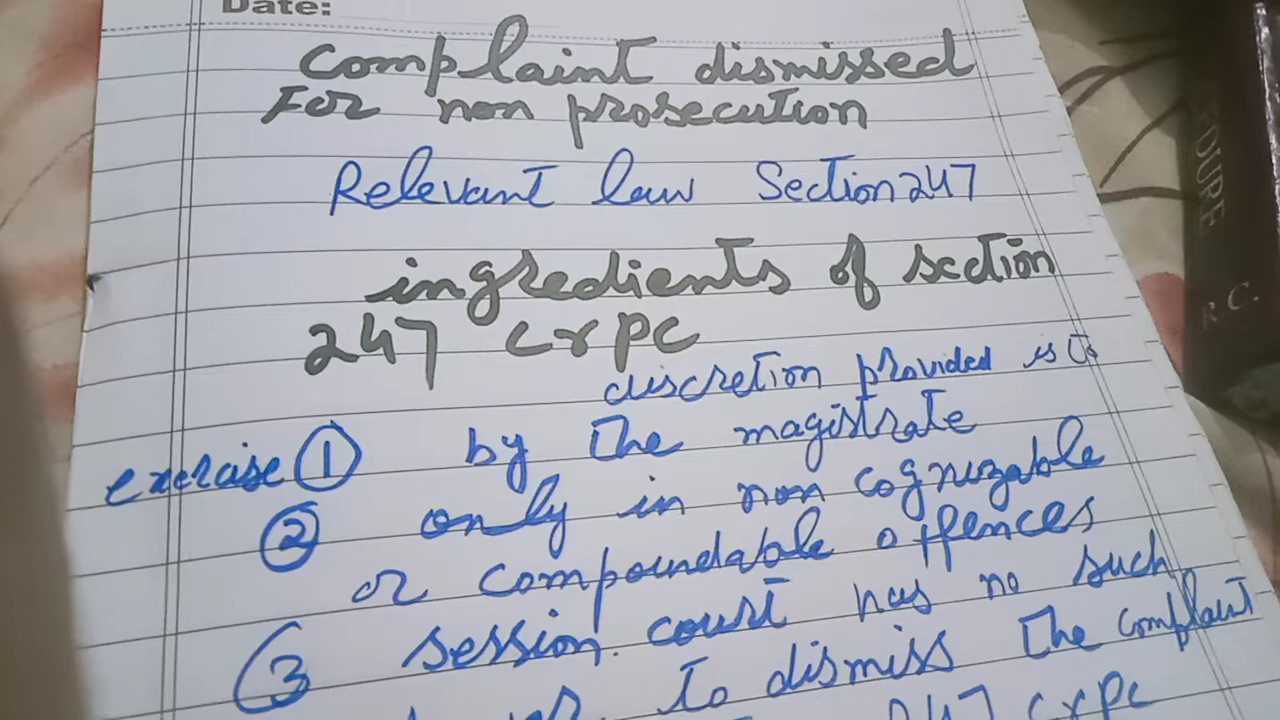 Date:
Complaint dismissed
For non prosecution
Relevant law Section 247
ingredients of section
247 crpc
discretion provided is to
exercise ① by the magistrate
② only in non cognizable
or compoundable offences
③ session court has no such
to dismiss the complaint
247 crpc
EDURE
R.C.